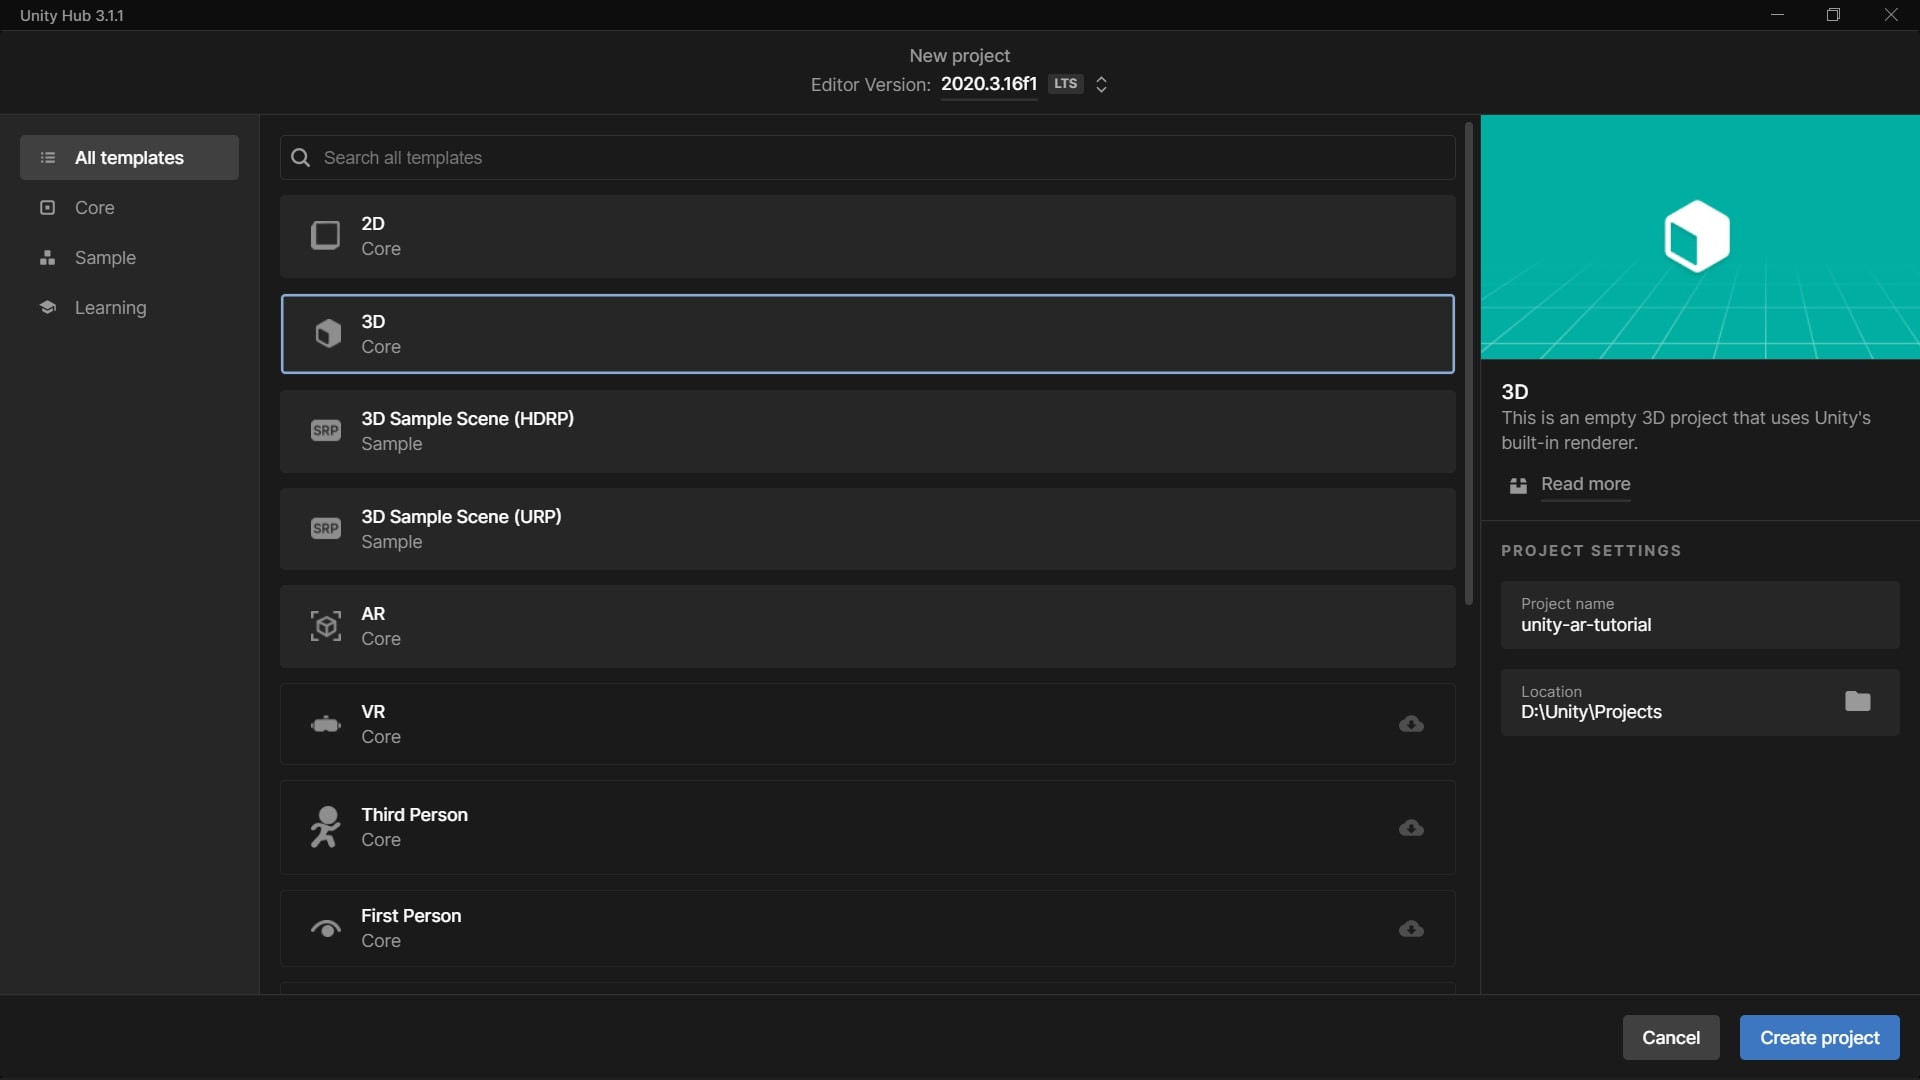 Unity Hub 3.1.1
New project
Editor Version: 2020.3.16f1 LTS
All templates
Core
Sample
Learning
Search all templates
2D
Core
3D
Core
SRP
3D Sample Scene (HDRP)
Sample
SRP
3D Sample Scene (URP)
Sample
AR
Core
VR
Core
Third Person
Core
First Person
Core
3D
This is an empty 3D project that uses Unity's
built-in renderer.
Read more
PROJECT SETTINGS
Project name
unity-ar-tutorial
Location
D:\Unity\Projects
Cancel
Create project